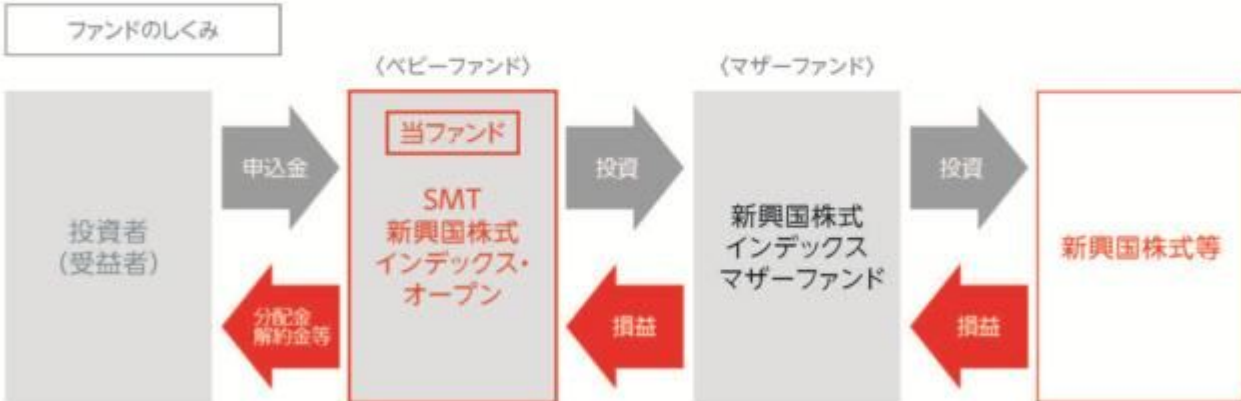 ファンドのしくみ
〈ベビーファンド〉
〈マザーファンド〉
投資者
（受益者）
申込金
分配金
解約金等
当ファンド
SMT
新興国株式
インデックス・
オープン
投資
損益
新興国株式
インデックス
マザーファンド
投資
損益
新興国株式等